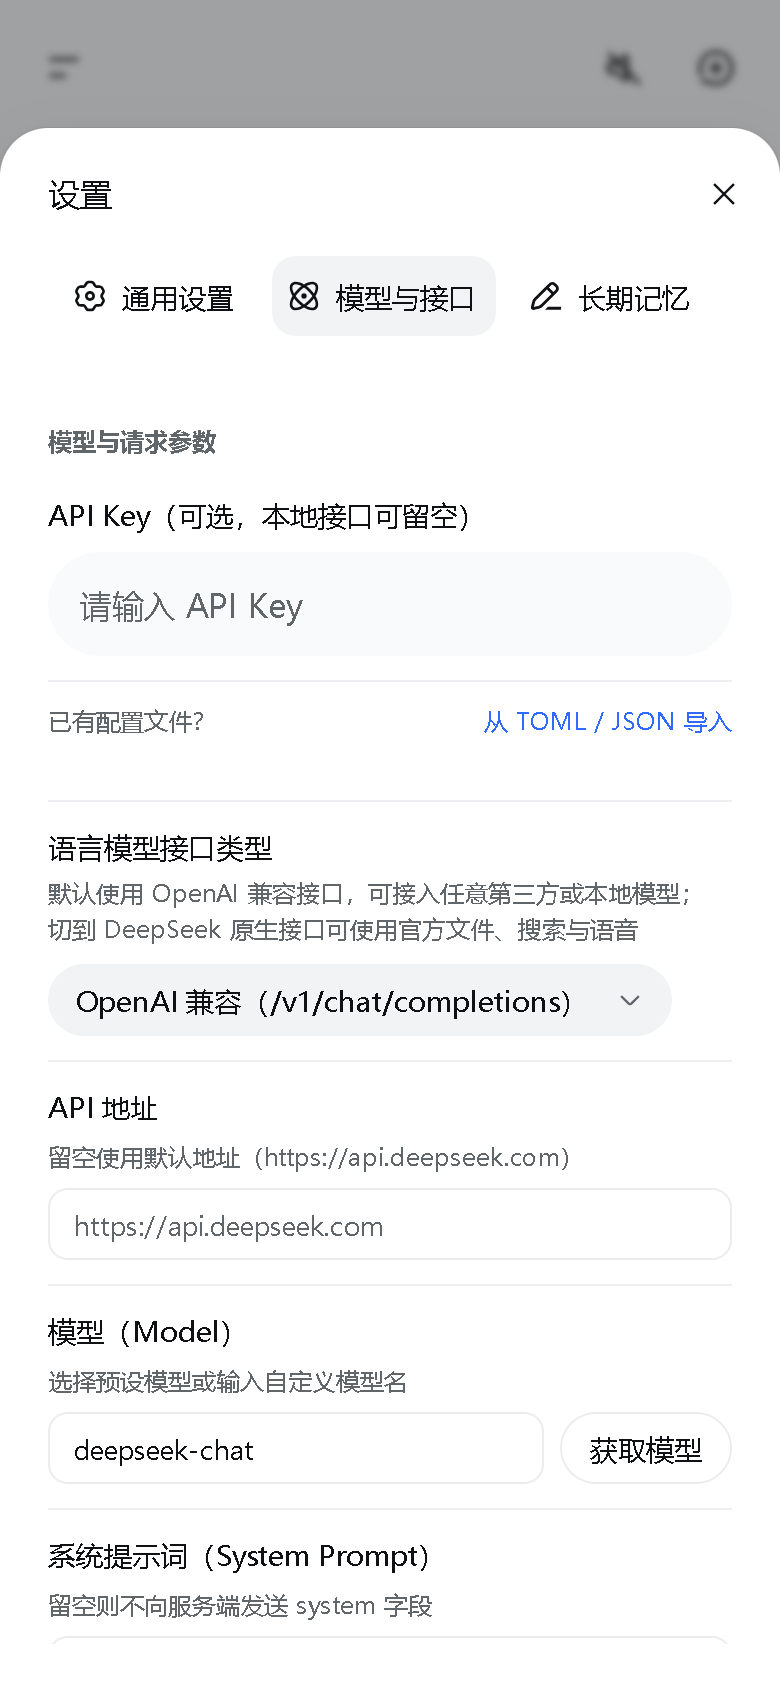 设置
通用设置
模型与接口
长期记忆
模型与请求参数
API Key（可选，本地接口可留空）
请输入 API Key
已有配置文件？
从 TOML / JSON 导入
语言模型接口类型
默认使用 OpenAI 兼容接口，可接入任意第三方或本地模型；
切到 DeepSeek 原生接口可使用官方文件、搜索与语音
OpenAI 兼容（/v1/chat/completions）
API 地址
留空使用默认地址（https://api.deepseek.com）
https://api.deepseek.com
模型（Model）
选择预设模型或输入自定义模型名
deepseek-chat
获取模型
系统提示词（System Prompt）
留空则不向服务端发送 system 字段